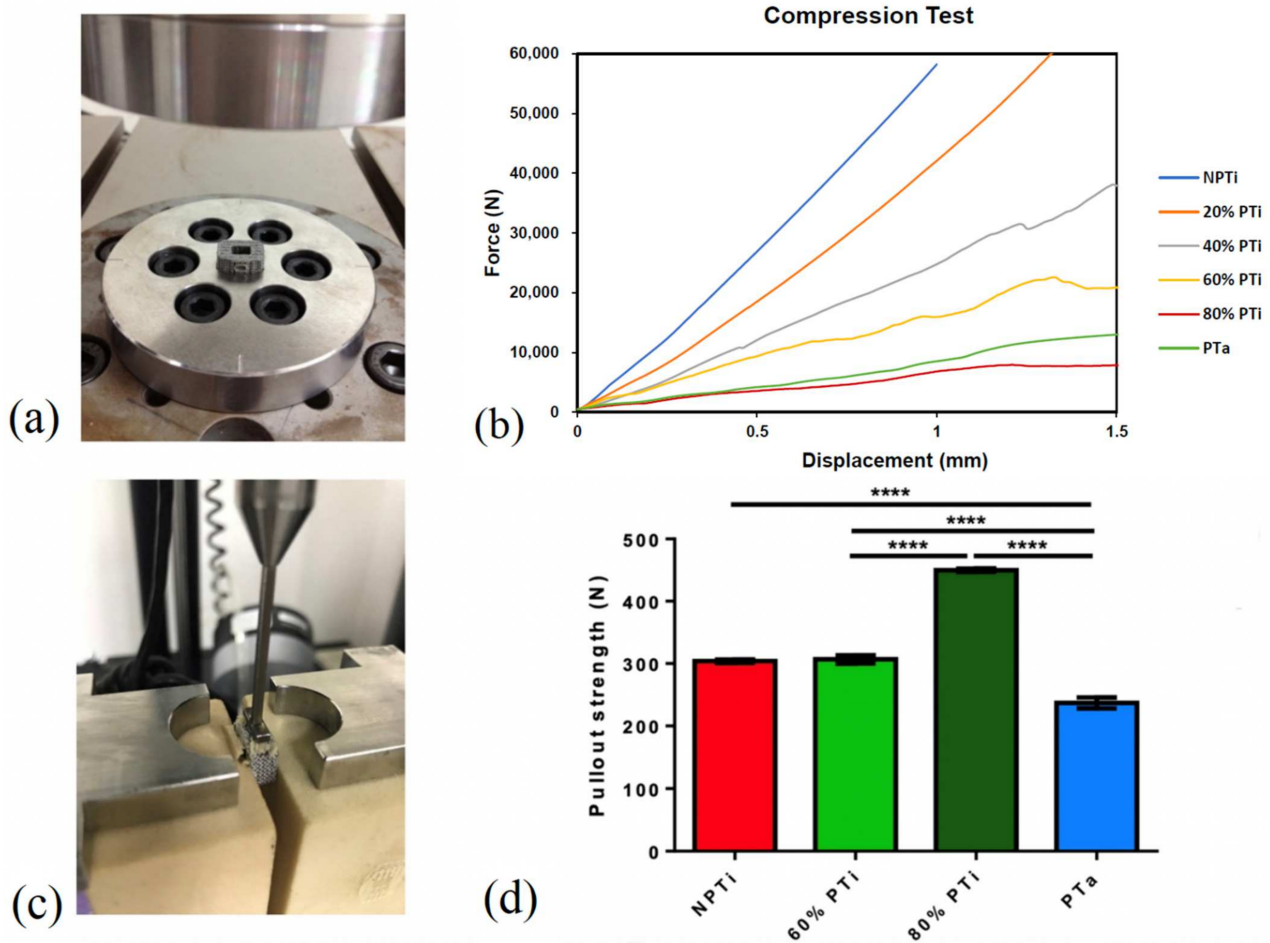 (a)
Compression Test
60,000
50,000
40,000
30,000
20,000
10,000
0
Force (N)
0 0.5 1 1.5
Displacement (mm)
NPTi
20% PTi
40% PTi
60% PTi
80% PTi
PTa
(b)
(c)
****
****
**** ****
500
400
300
200
100
0
Pullout strength (N)
NPTi
60% PTi
80% PTi
PTa
(d)